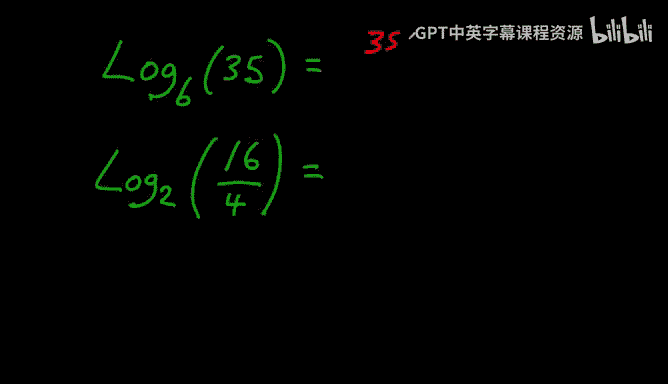 35 GPT中英字幕课程资源 bilibili
Log₆(35) =
Log₂(16/4) =